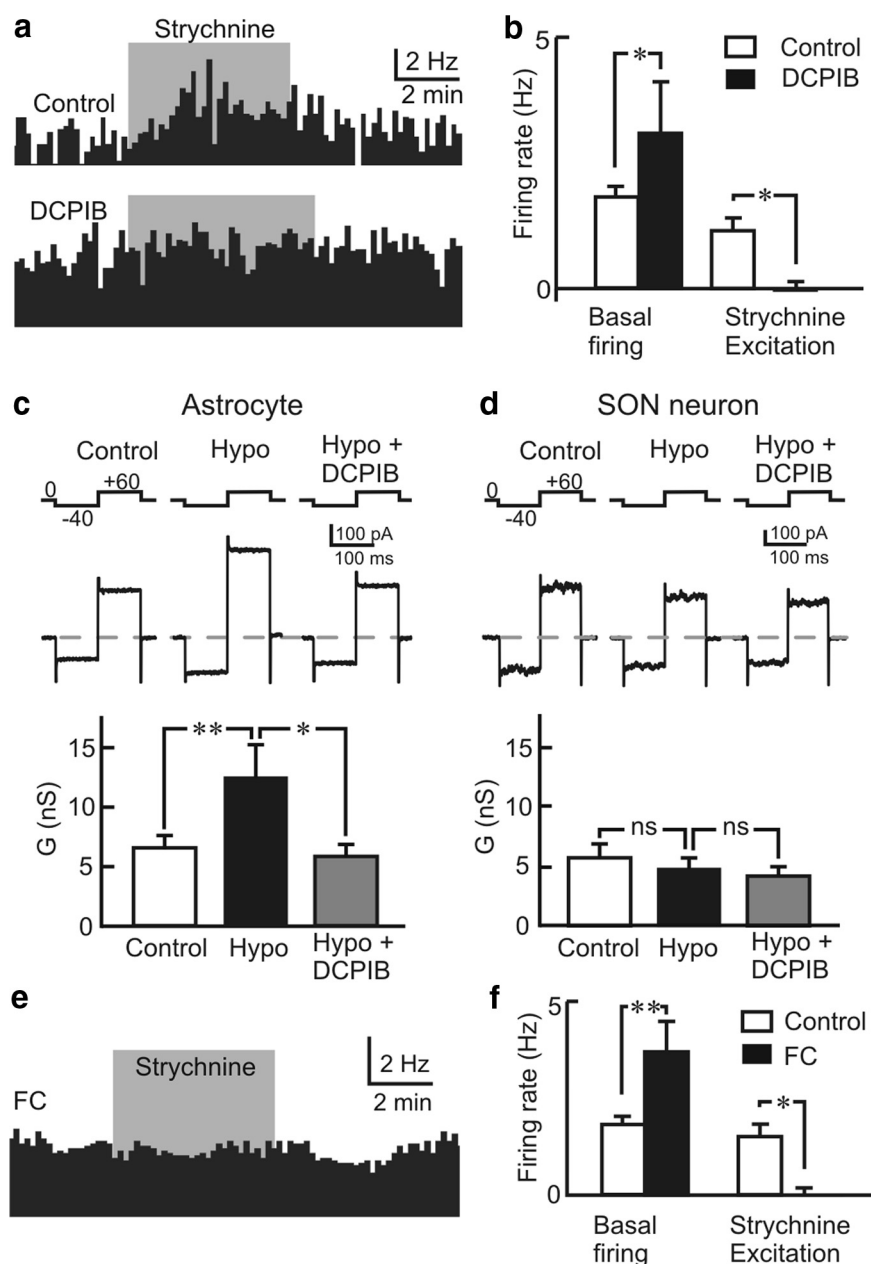 a
Strychnine
2 Hz
2 min
Control
DCPIB
b
5
Firing rate (Hz)
0
*
*
Control
DCPIB
Basal
firing
Strychnine
Excitation
c
Astrocyte
Control
Hypo
Hypo +
DCPIB
0
+60
-40
100 pA
100 ms
G (nS)
15
10
5
0
**
*
Control
Hypo
Hypo +
DCPIB
d
SON neuron
Control
Hypo
Hypo +
DCPIB
0
+60
-40
100 pA
100 ms
G (nS)
15
10
5
0
ns
ns
Control
Hypo
Hypo +
DCPIB
e
Strychnine
2 Hz
2 min
FC
f
5
Firing rate (Hz)
0
**
*
Control
FC
Basal
firing
Strychnine
Excitation